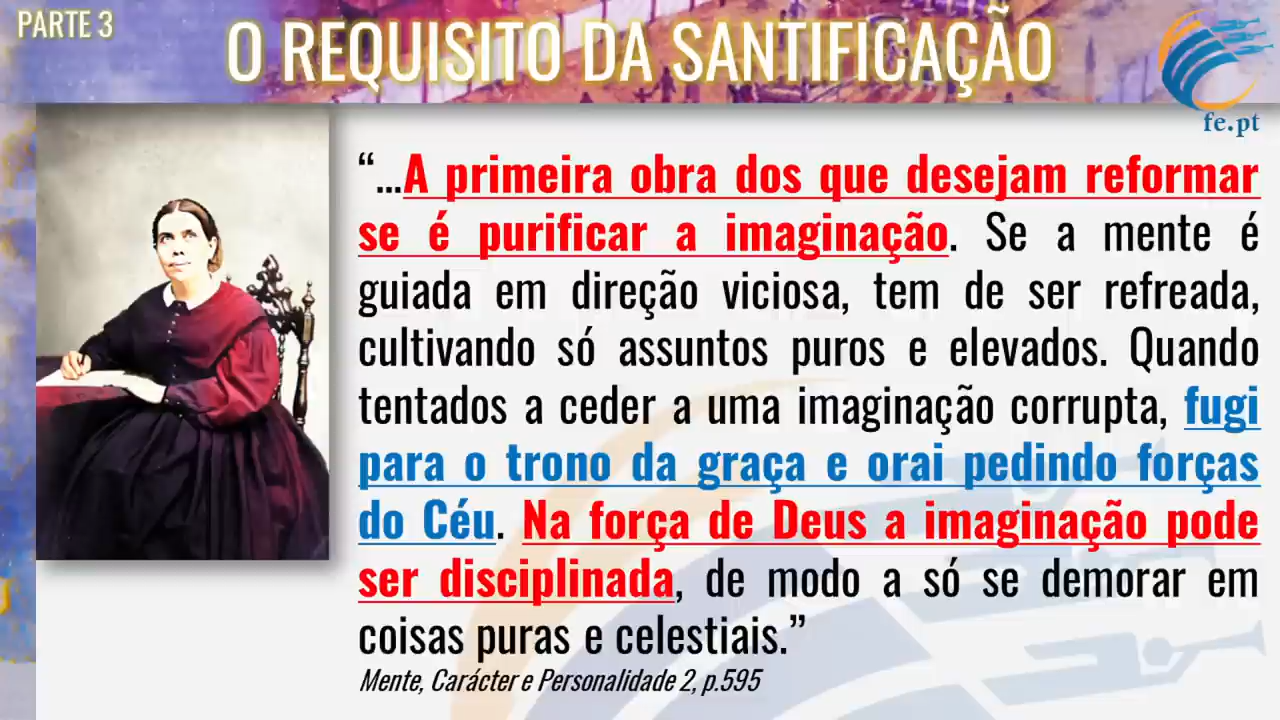 PARTE 3
O REQUISITO DA SANTIFICAÇÃO
fe.pt
“...A primeira obra dos que desejam reformar
se é purificar a imaginação. Se a mente é
guiada em direção viciosa, tem de ser refreada,
cultivando só assuntos puros e elevados. Quando
tentados a ceder a uma imaginação corrupta, fugi
para o trono da graça e orai pedindo forças
do Céu. Na força de Deus a imaginação pode
ser disciplinada, de modo a só se demorar em
coisas puras e celestiais.”
Mente, Carácter e Personalidade 2, p.595